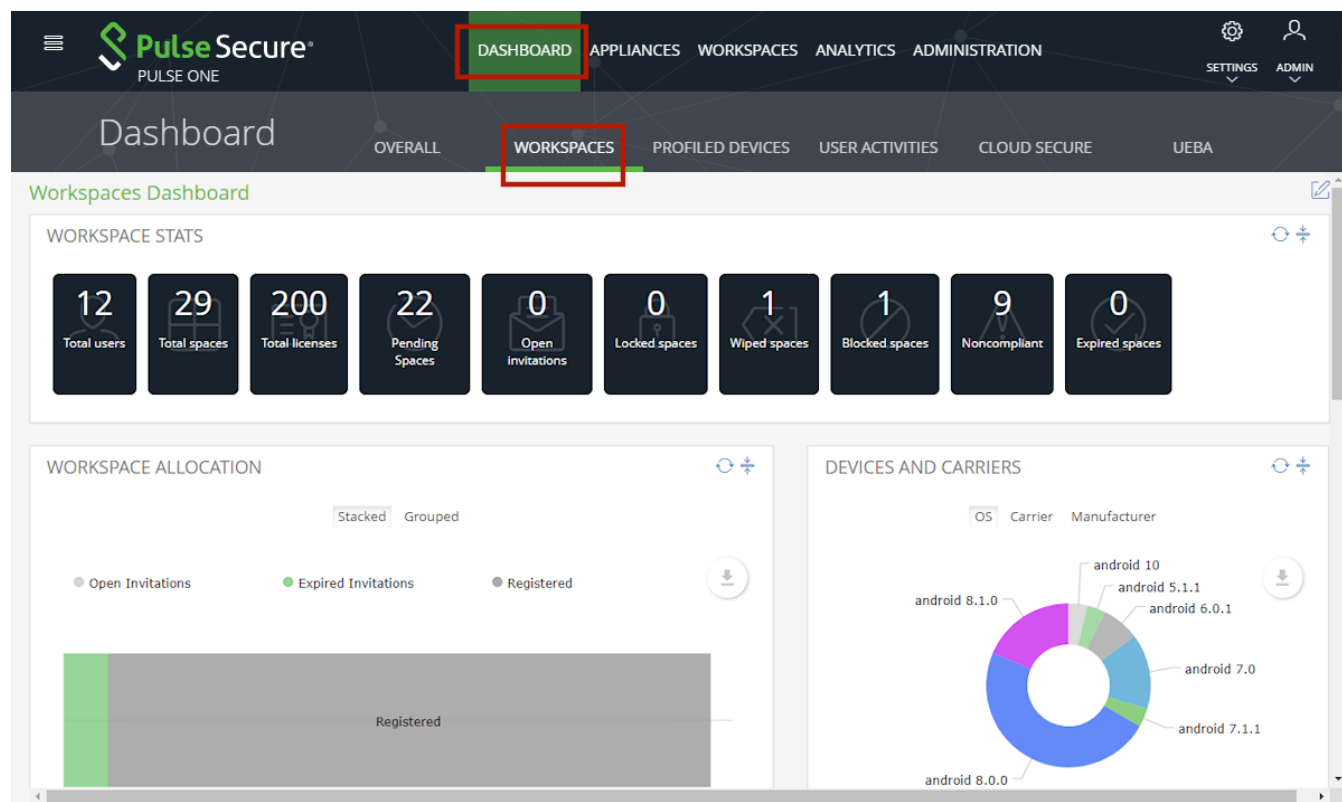 Pulse Secure®
PULSE ONE
DASHBOARD APPLIANCES WORKSPACES ANALYTICS ADMINISTRATION
SETTINGS ADMIN
Dashboard
OVERALL WORKSPACES PROFILED DEVICES USER ACTIVITIES CLOUD SECURE UEBA
Workspaces Dashboard
WORKSPACE STATS
12
Total users
29
Total spaces
200
Total licenses
22
Pending
Spaces
0
Open
invitations
0
Locked spaces
1
Wiped spaces
1
Blocked spaces
9
Noncompliant
0
Expired spaces
WORKSPACE ALLOCATION
Stacked Grouped
Open Invitations Expired Invitations Registered
Registered
DEVICES AND CARRIERS
OS Carrier Manufacturer
android 10
android 5.1.1
android 6.0.1
android 8.1.0
android 7.0
android 7.1.1
android 8.0.0